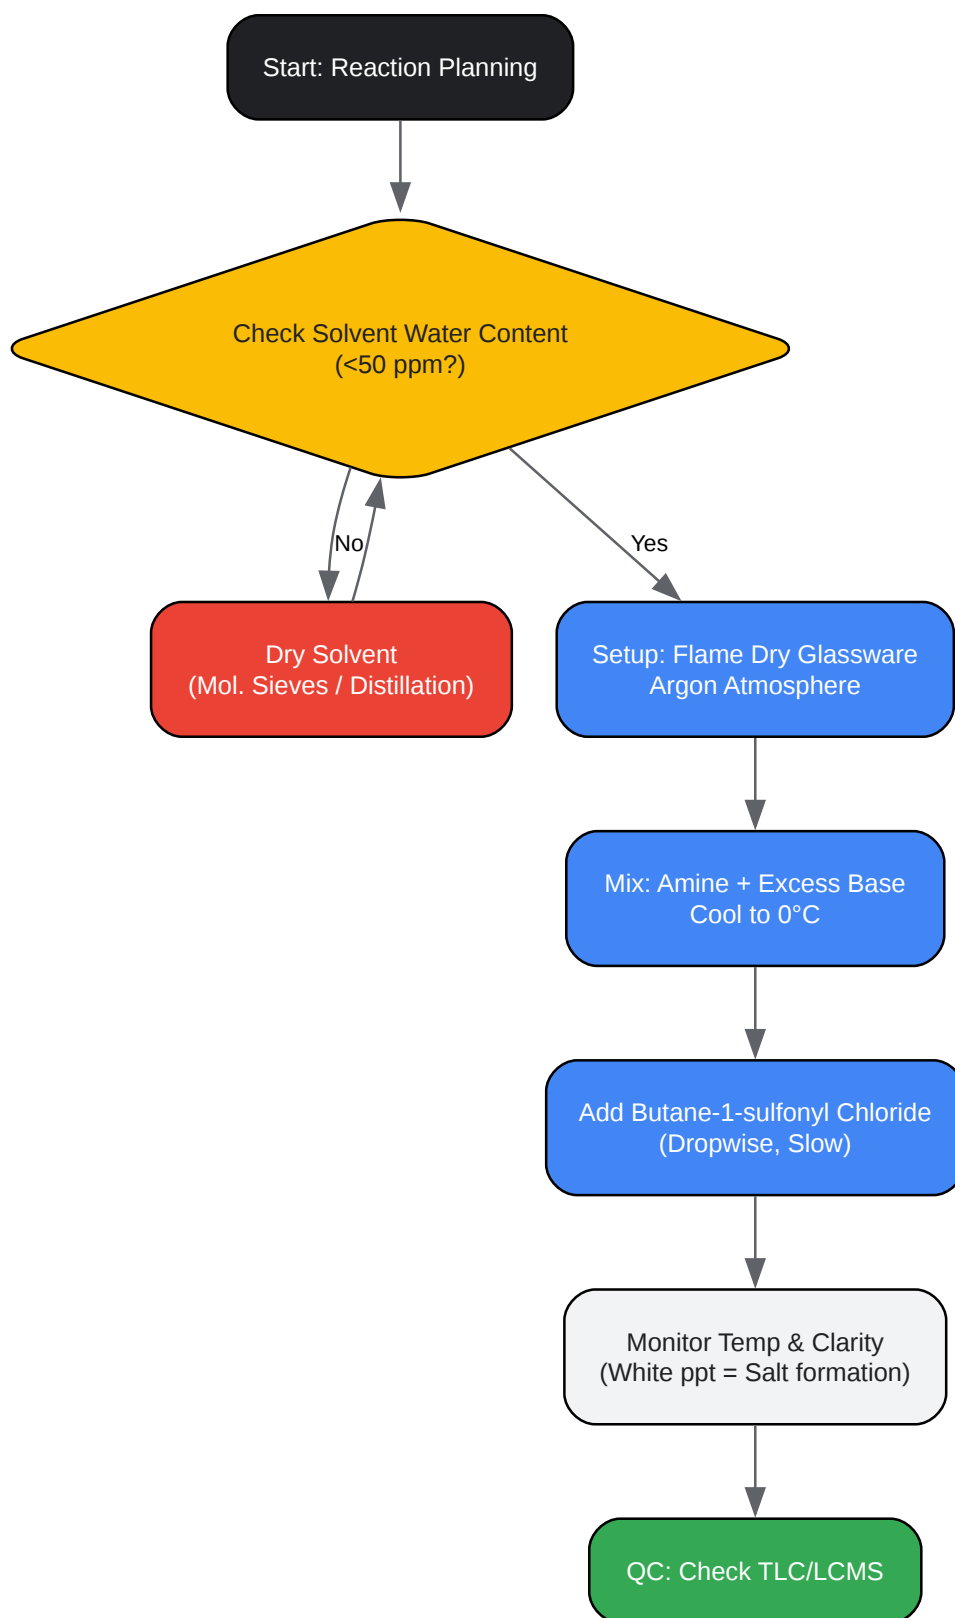 Start: Reaction Planning
Check Solvent Water Content
(<50 ppm?)
No
Yes
Dry Solvent
(Mol. Sieves / Distillation)
Setup: Flame Dry Glassware
Argon Atmosphere
Mix: Amine + Excess Base
Cool to 0°C
Add Butane-1-sulfonyl Chloride
(Dropwise, Slow)
Monitor Temp & Clarity
(White ppt = Salt formation)
QC: Check TLC/LCMS